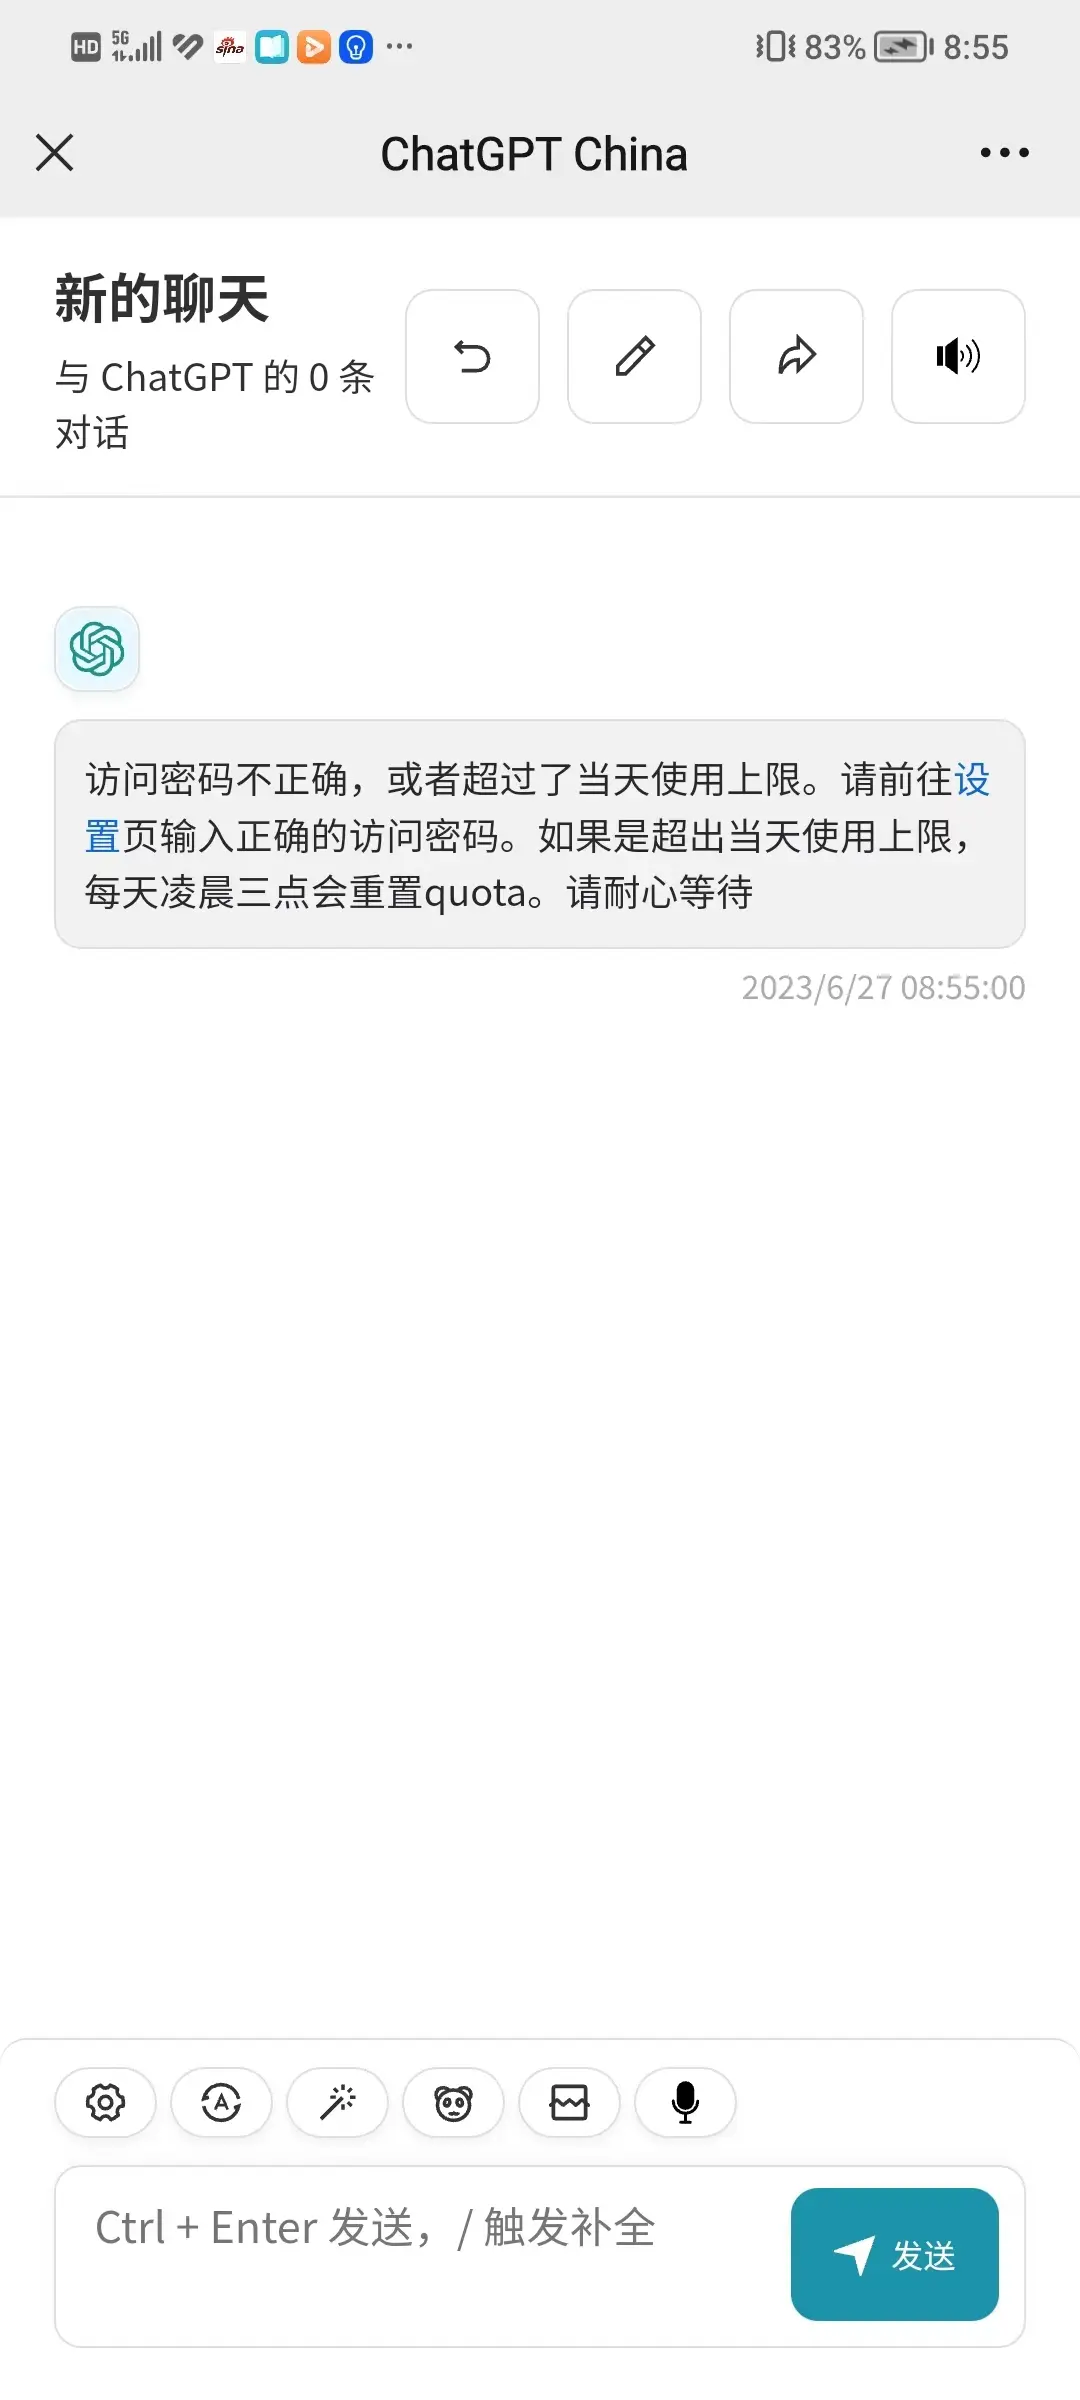 HD 5G sina 83% 8:55
ChatGPT China
新的聊天
与 ChatGPT 的 0 条
对话
访问密码不正确，或者超过了当天使用上限。请前往设
置页输入正确的访问密码。如果是超出当天使用上限，
每天凌晨三点会重置quota。请耐心等待
2023/6/27 08:55:00
Ctrl + Enter 发送，/ 触发补全
发送